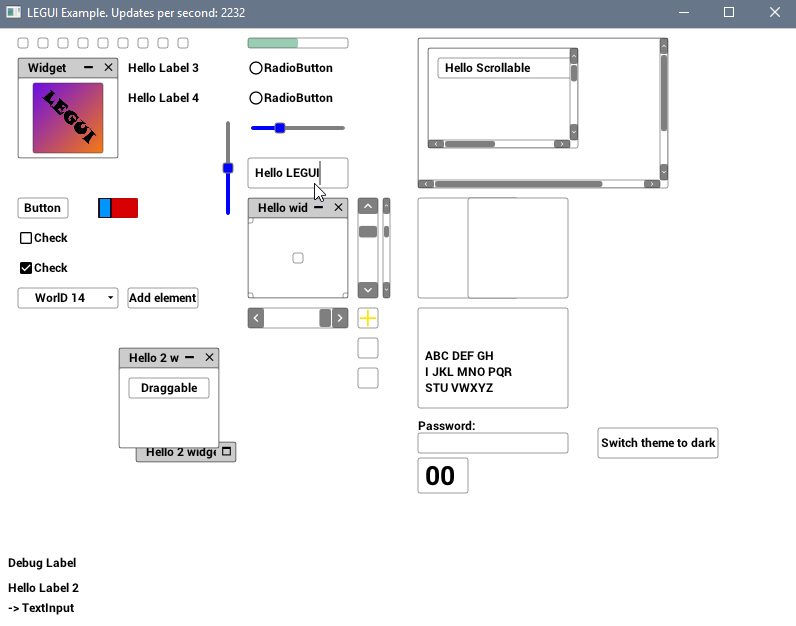 LEGUI Example. Updates per second: 2232
Widget
Hello Label 3
RadioButton
Hello Scrollable
LEGUI
Hello Label 4
RadioButton
Hello LEGUI
Button
Hello wid
Check
Check
WorlD 14
Add element
Hello 2 w
Draggable
Hello 2 widge
ABC DEF GH
I JKL MNO PQR
STU VWXYZ
Password:
Switch theme to dark
00
Debug Label
Hello Label 2
-> TextInput